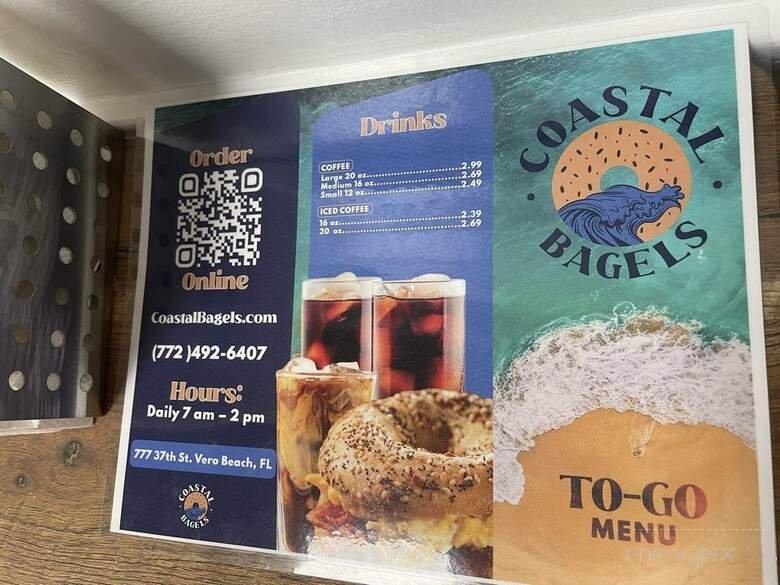 Order
Online
CoastalBagels.com
(772 )492-6407
Hours:
Daily 7 am – 2 pm
777 37th St. Vero Beach, FL
COASTAL
BAGELS
Drinks
COFFEE
Large 20 oz.................................2.99
Medium 16 oz.................................2.69
Small 12 oz.................................2.49
ICED COFFEE
16 oz.................................2.39
20 oz.................................2.69
COASTAL
BAGELS
TO-GO
MENU